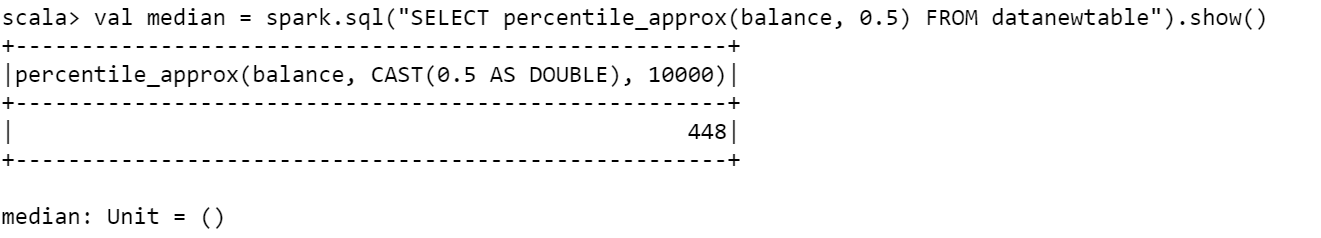 scala> val median = spark.sql("SELECT percentile_approx(balance, 0.5) FROM datanewtable").show()
+------------------------------------------------------+
|percentile_approx(balance, CAST(0.5 AS DOUBLE), 10000)|
+------------------------------------------------------+
|                                                   448|
+------------------------------------------------------+
median: Unit = ()